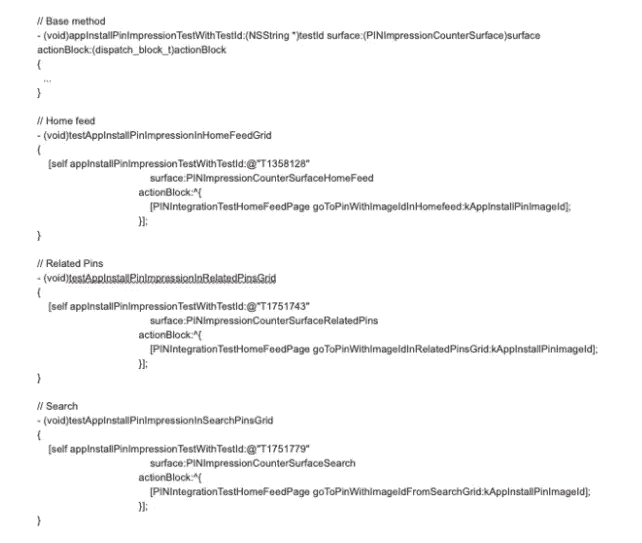 // Base method
- (void)appInstallPinImpressionTestWithTestId:(NSString *)testId surface:(PINImpressionCounterSurface)surface
actionBlock:(dispatch_block_t)actionBlock
{
...
}
// Home feed
- (void)testAppInstallPinImpressionInHomeFeedGrid
{
[self appInstallPinImpressionTestWithTestId:@"T1358128"
surface:PINImpressionCounterSurfaceHomeFeed
actionBlock:^{
[PINIntegrationTestHomeFeedPage goToPinWithImageIdInHomefeed:kAppInstallPinImageId];
}];
}
// Related Pins
- (void)testAppInstallPinImpressionInRelatedPinsGrid
{
[self appInstallPinImpressionTestWithTestId:@"T1751743"
surface:PINImpressionCounterSurfaceRelatedPins
actionBlock:^{
[PINIntegrationTestHomeFeedPage goToPinWithImageIdInRelatedPinsGrid:kAppInstallPinImageId];
}];
}
// Search
- (void)testAppInstallPinImpressionInSearchPinsGrid
{
[self appInstallPinImpressionTestWithTestId:@"T1751779"
surface:PINImpressionCounterSurfaceSearch
actionBlock:^{
[PINIntegrationTestHomeFeedPage goToPinWithImageIdFromSearchGrid:kAppInstallPinImageId];
}];
}